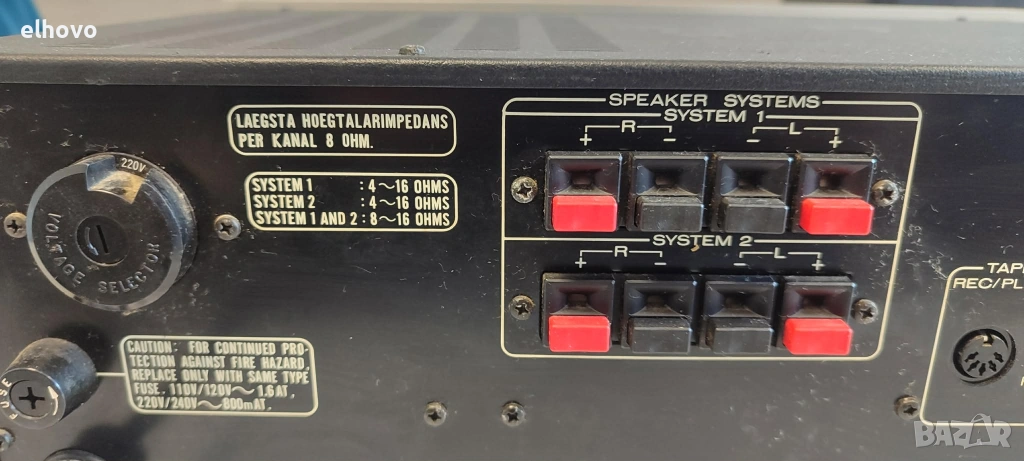 elhovo
LAEGSTA HOEGTALARIMPEDANS
PER KANAL 8 OHM.
SYSTEM 1 : 4~16 OHMS
SYSTEM 2 : 4~16 OHMS
SYSTEM 1 AND 2 : 8~16 OHMS
220V
VOLTAGE SELECTOR
CAUTION: FOR CONTINUED PRO-
TECTION AGAINST FIRE HAZARD,
REPLACE ONLY WITH SAME TYPE
FUSE. 110V/120V~ 1.6AT,
220V/240V~ 800mAT.
FUSE
SPEAKER SYSTEMS
SYSTEM 1
+ R − − L +
SYSTEM 2
+ R − − L +
TAP
REC/PL
BAZAR